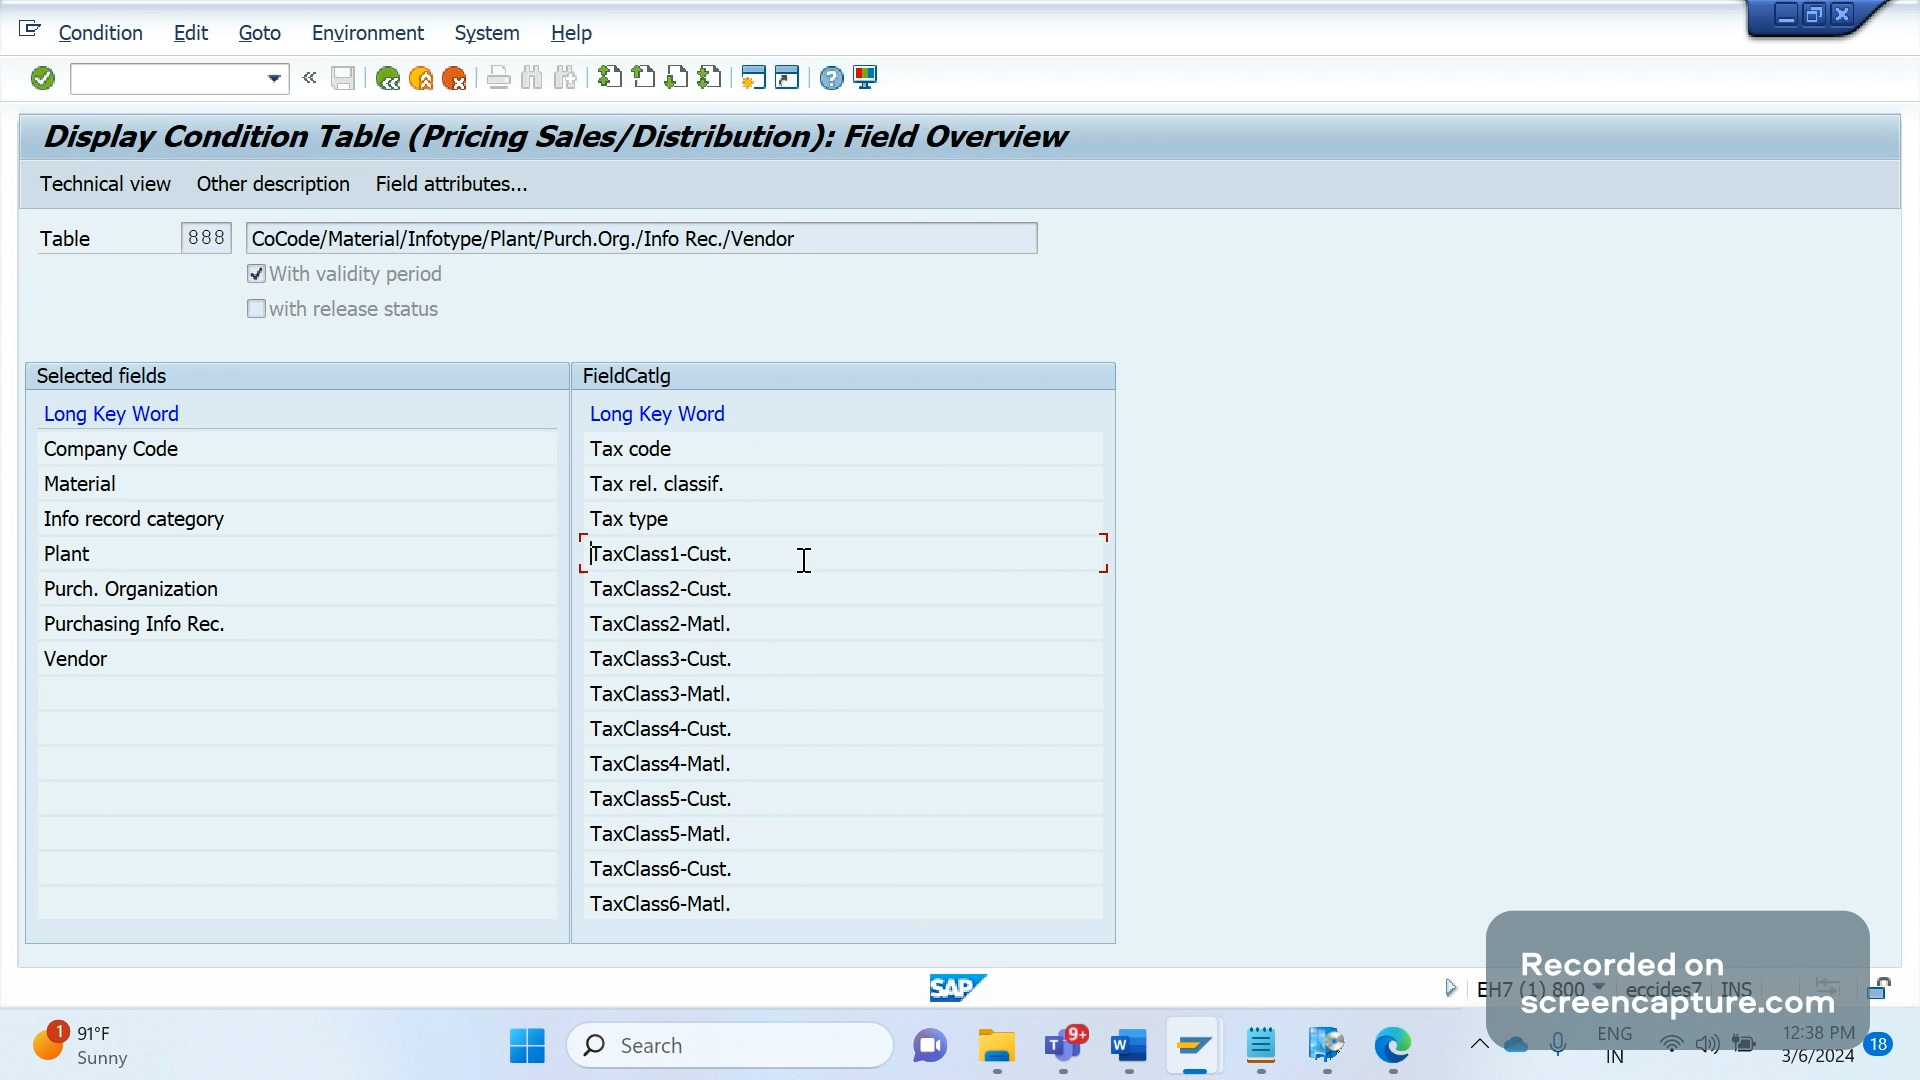 Condition Edit Goto Environment System Help
Display Condition Table (Pricing Sales/Distribution): Field Overview
Technical view Other description Field attributes...
Table 888 CoCode/Material/Infotype/Plant/Purch.Org./Info Rec./Vendor
With validity period
with release status
Selected fields FieldCatlg
Long Key Word Long Key Word
Company Code Tax code
Material Tax rel. classif.
Info record category Tax type
Plant TaxClass1-Cust.
Purch. Organization TaxClass2-Cust.
Purchasing Info Rec. TaxClass2-Matl.
Vendor TaxClass3-Cust.
TaxClass3-Matl.
TaxClass4-Cust.
TaxClass4-Matl.
TaxClass5-Cust.
TaxClass5-Matl.
TaxClass6-Cust.
TaxClass6-Matl.
SAP EH7 (1) 800 eccides7 INS
Recorded on
screencapture.com
1 91°F
Sunny
Search
9+
ENG
IN
12:38 PM
3/6/2024
18